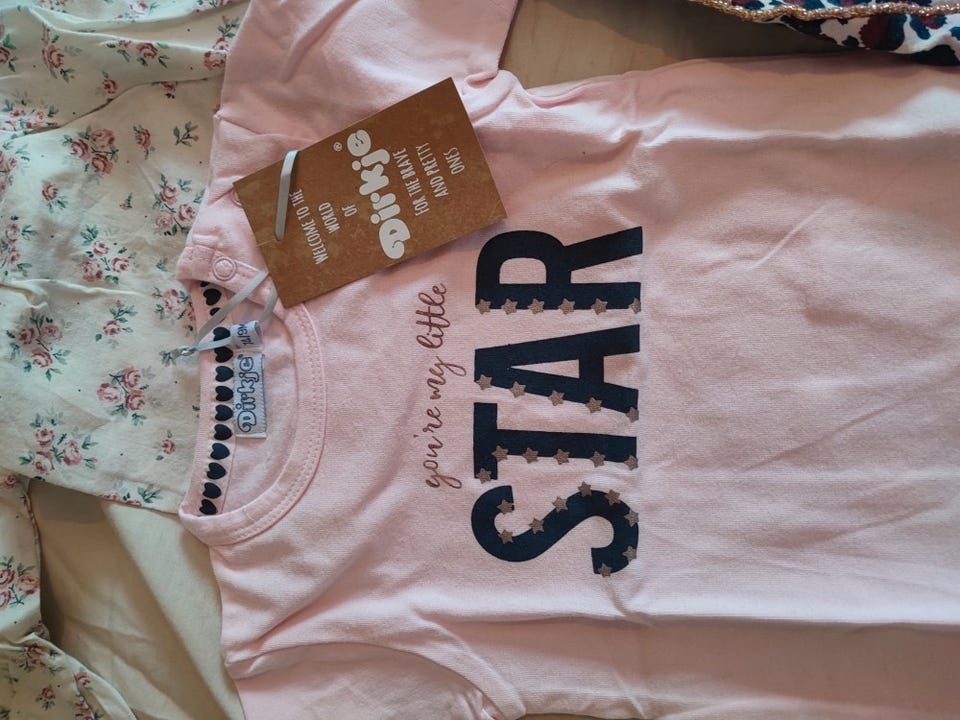 WELCOME TO THE
WORLD
OF
Dirkje®
FOR THE BRAVE
AND PRETTY
ONES
Dirkje®
you're my little
STAR